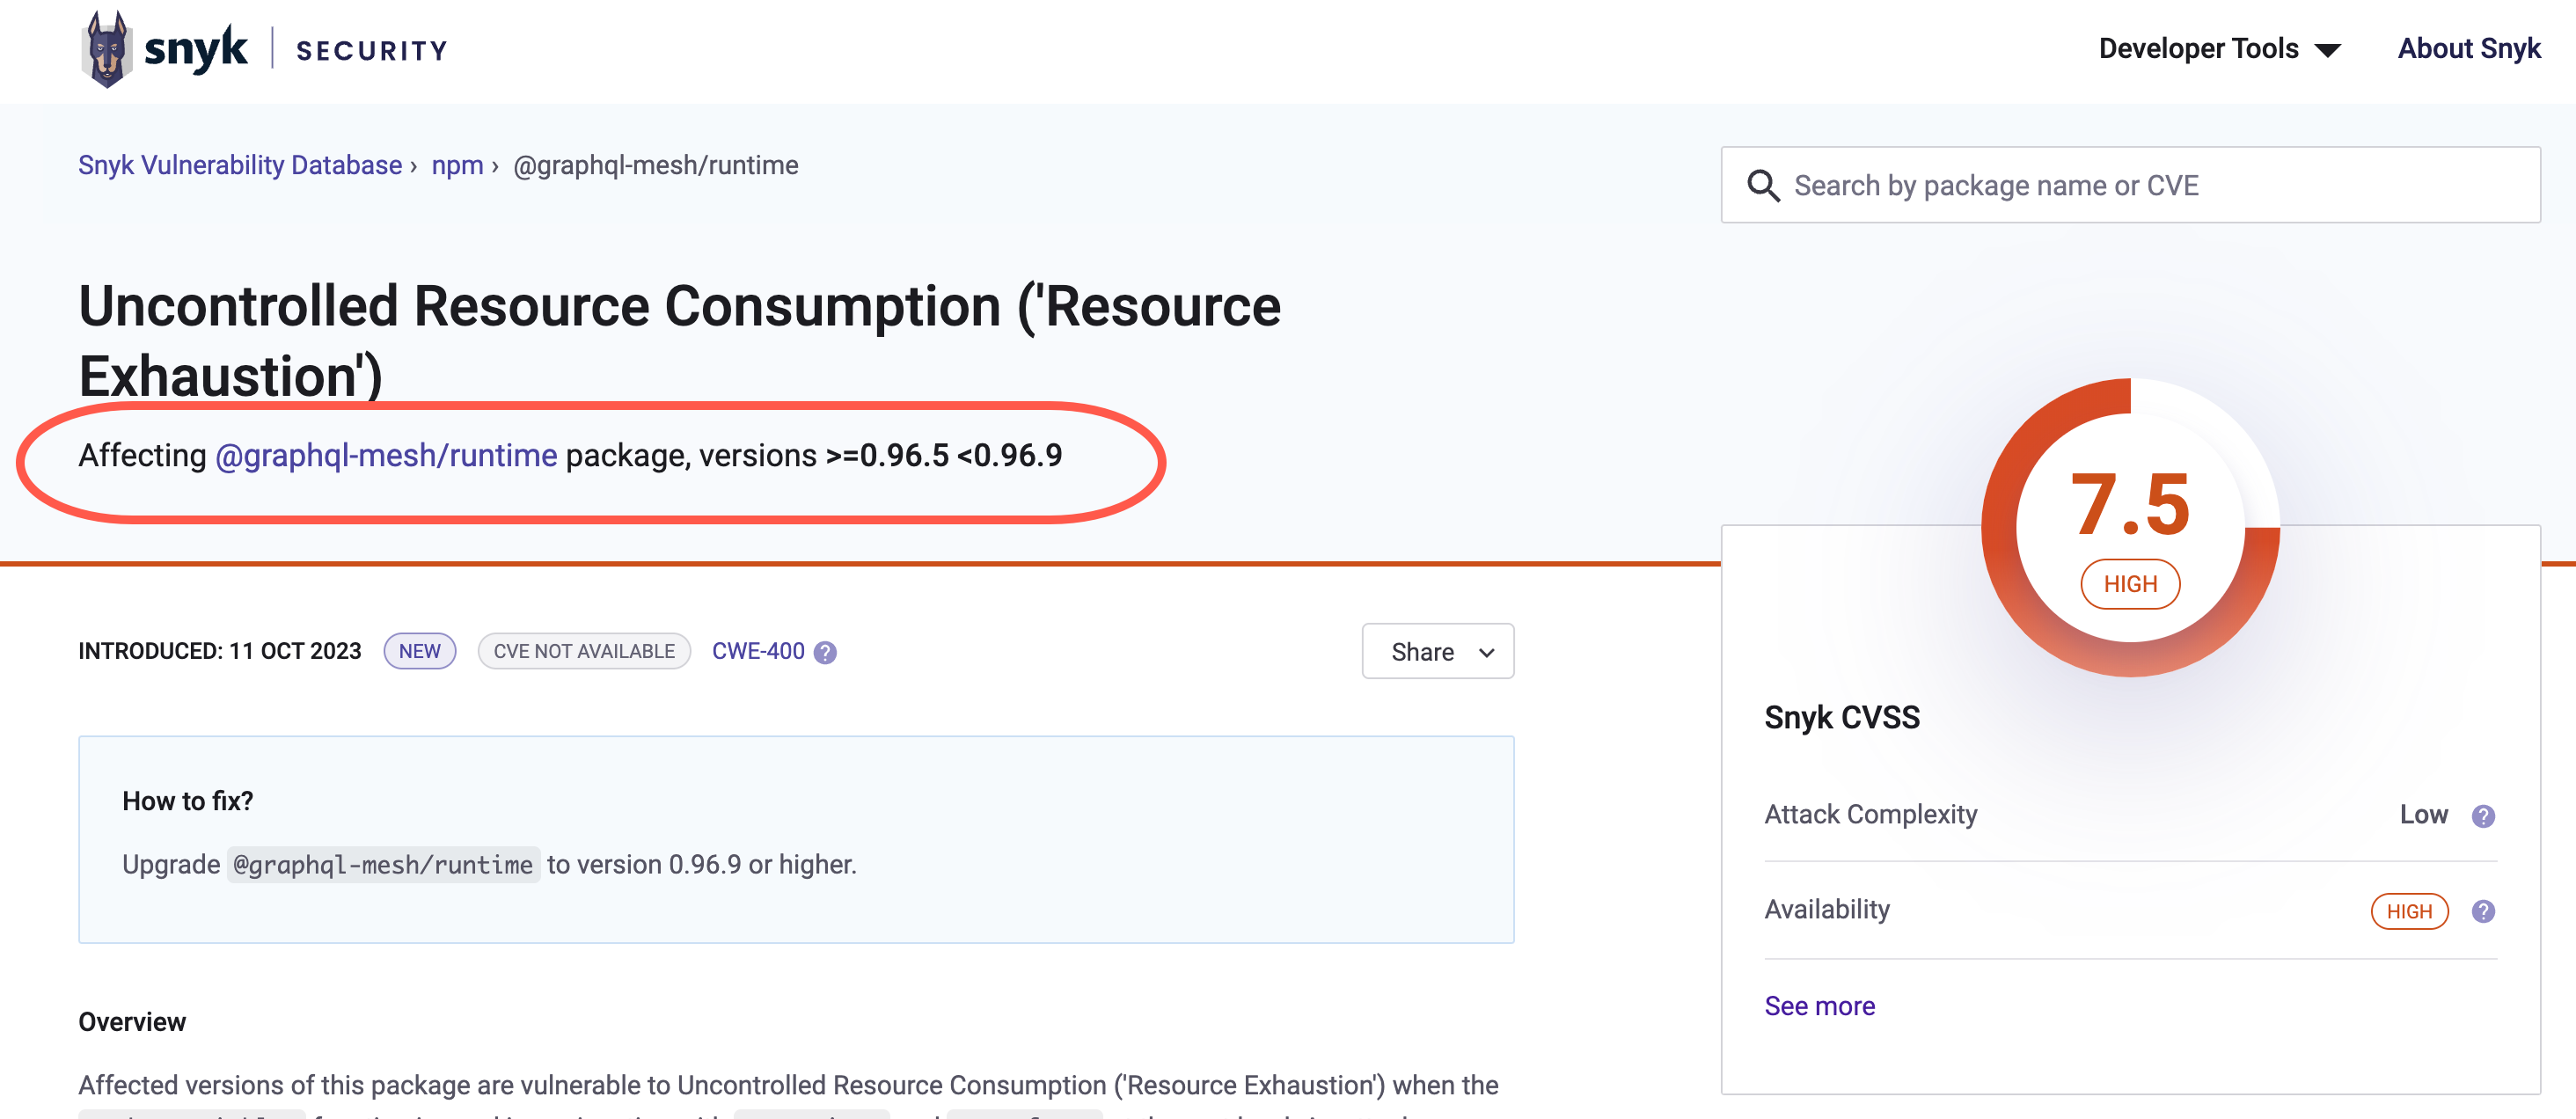 snyk | SECURITY
Developer Tools
About Snyk
Snyk Vulnerability Database › npm › @graphql-mesh/runtime
Search by package name or CVE
Uncontrolled Resource Consumption ('Resource
Exhaustion')
Affecting @graphql-mesh/runtime package, versions >=0.96.5 <0.96.9
7.5
HIGH
INTRODUCED: 11 OCT 2023 NEW CVE NOT AVAILABLE CWE-400 ?
Share
How to fix?
Upgrade @graphql-mesh/runtime to version 0.96.9 or higher.
Overview
Affected versions of this package are vulnerable to Uncontrolled Resource Consumption ('Resource Exhaustion') when the
Snyk CVSS
Attack Complexity Low ?
Availability HIGH ?
See more